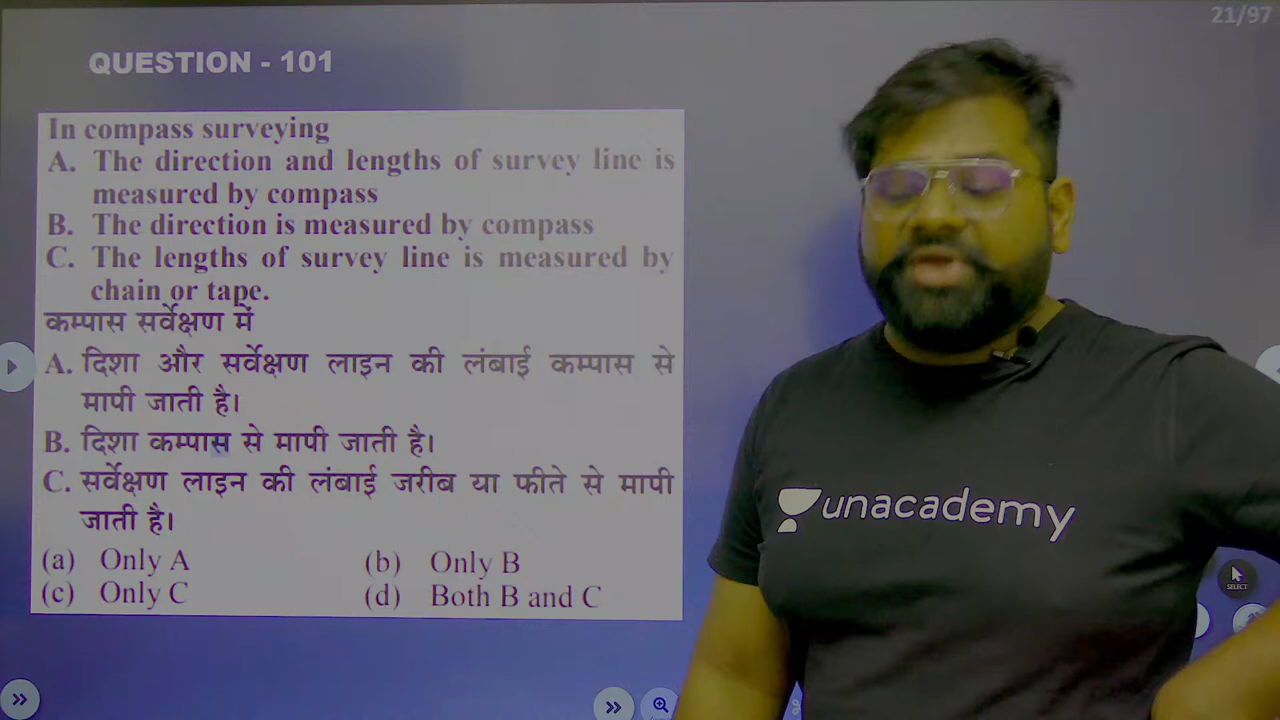 21/97
QUESTION - 101
In compass surveying
A. The direction and lengths of survey line is
measured by compass
B. The direction is measured by compass
C. The lengths of survey line is measured by
chain or tape.
कम्पास सर्वेक्षण में
A. दिशा और सर्वेक्षण लाइन की लंबाई कम्पास से
मापी जाती है।
B. दिशा कम्पास से मापी जाती है।
C. सर्वेक्षण लाइन की लंबाई जरीब या फीते से मापी
जाती है।
(a) Only A (b) Only B
(c) Only C (d) Both B and C
unacademy
SELECT